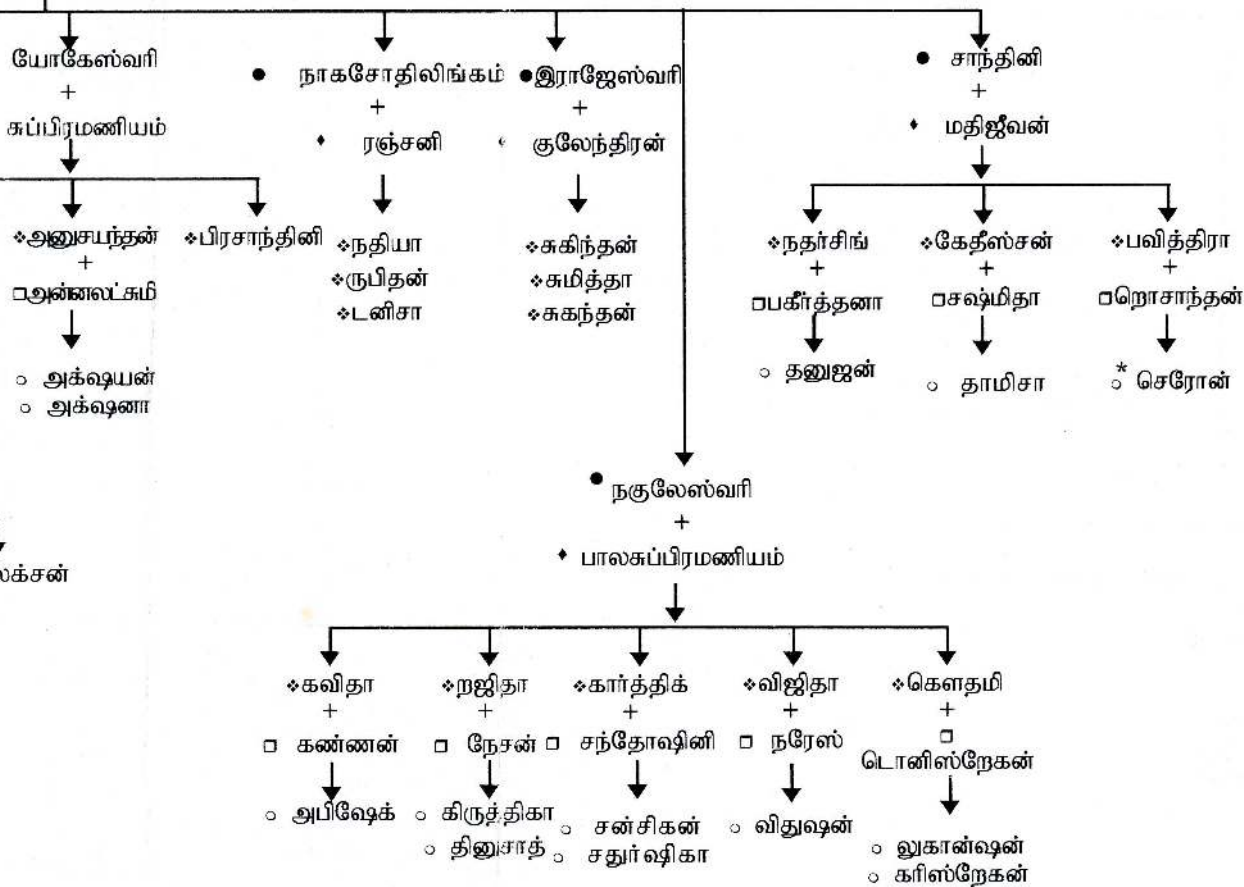 யோகேஸ்வரி
+
சுப்பிரமணியம்
❖அனுசயந்தன்
+
□அன்னலட்சுமி
○ அக்ஷயன்
○ அக்ஷனா
❖பிரசாந்தினி
● நாகசோதிலிங்கம்
+
♦ ரஞ்சனி
❖நதியா
❖ருபிதன்
❖டனிசா
●இராஜேஸ்வரி
+
குலேந்திரன்
❖சுகிந்தன்
❖சுமித்தா
❖சுகந்தன்
● சாந்தினி
+
♦ மதிஜீவன்
❖நதர்சிங்
+
□பகீர்த்தனா
○ தனுஜன்
❖கேதீஸ்சன்
+
□சஷ்மிதா
○ தாமிசா
❖பவித்திரா
+
□றொசாந்தன்
* ○ செரோன்
● நகுலேஸ்வரி
+
♦ பாலசுப்பிரமணியம்
❖கவிதா
+
□ கண்ணன்
○ அபிஷேக்
❖றஜிதா
+
□ நேசன்
○ கிருத்திகா
○ தினுசாத்
❖கார்த்திக்
+
□ சந்தோஷினி
○ சன்சிகன்
○ சதுர்ஷிகா
❖விஜிதா
+
□ நரேஸ்
○ விதுஷன்
❖கௌதமி
+
□
டொனிஸ்றேகன்
○ லுகான்ஷன்
○ கரிஸ்றேகன்